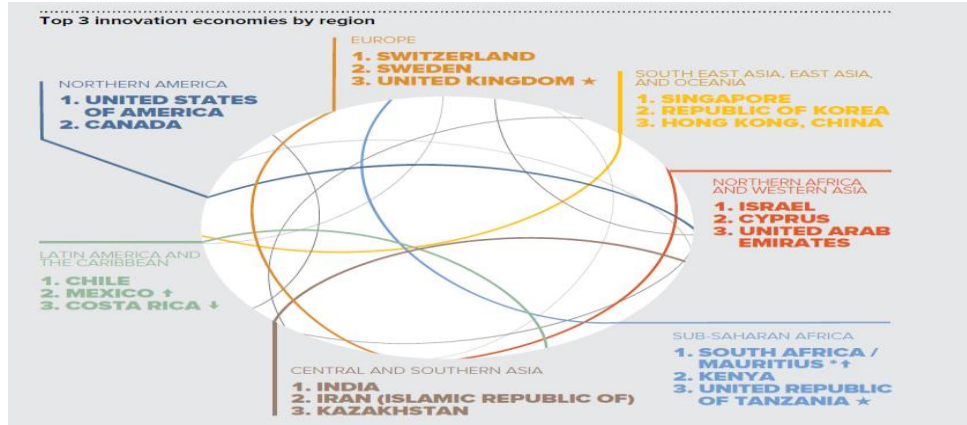 Top 3 innovation economies by region
EUROPE
1. SWITZERLAND
2. SWEDEN
3. UNITED KINGDOM ★
NORTHERN AMERICA
1. UNITED STATES
OF AMERICA
2. CANADA
SOUTH EAST ASIA, EAST ASIA,
AND OCEANIA
1. SINGAPORE
2. REPUBLIC OF KOREA
3. HONG KONG, CHINA
NORTHERN AFRICA
AND WESTERN ASIA
1. ISRAEL
2. CYPRUS
3. UNITED ARAB
EMIRATES
LATIN AMERICA AND
THE CARIBBEAN
1. CHILE
2. MEXICO ↑
3. COSTA RICA ↓
SUB-SAHARAN AFRICA
1. SOUTH AFRICA /
MAURITIUS *↑
2. KENYA
3. UNITED REPUBLIC
OF TANZANIA ★
CENTRAL AND SOUTHERN ASIA
1. INDIA
2. IRAN (ISLAMIC REPUBLIC OF)
3. KAZAKHSTAN